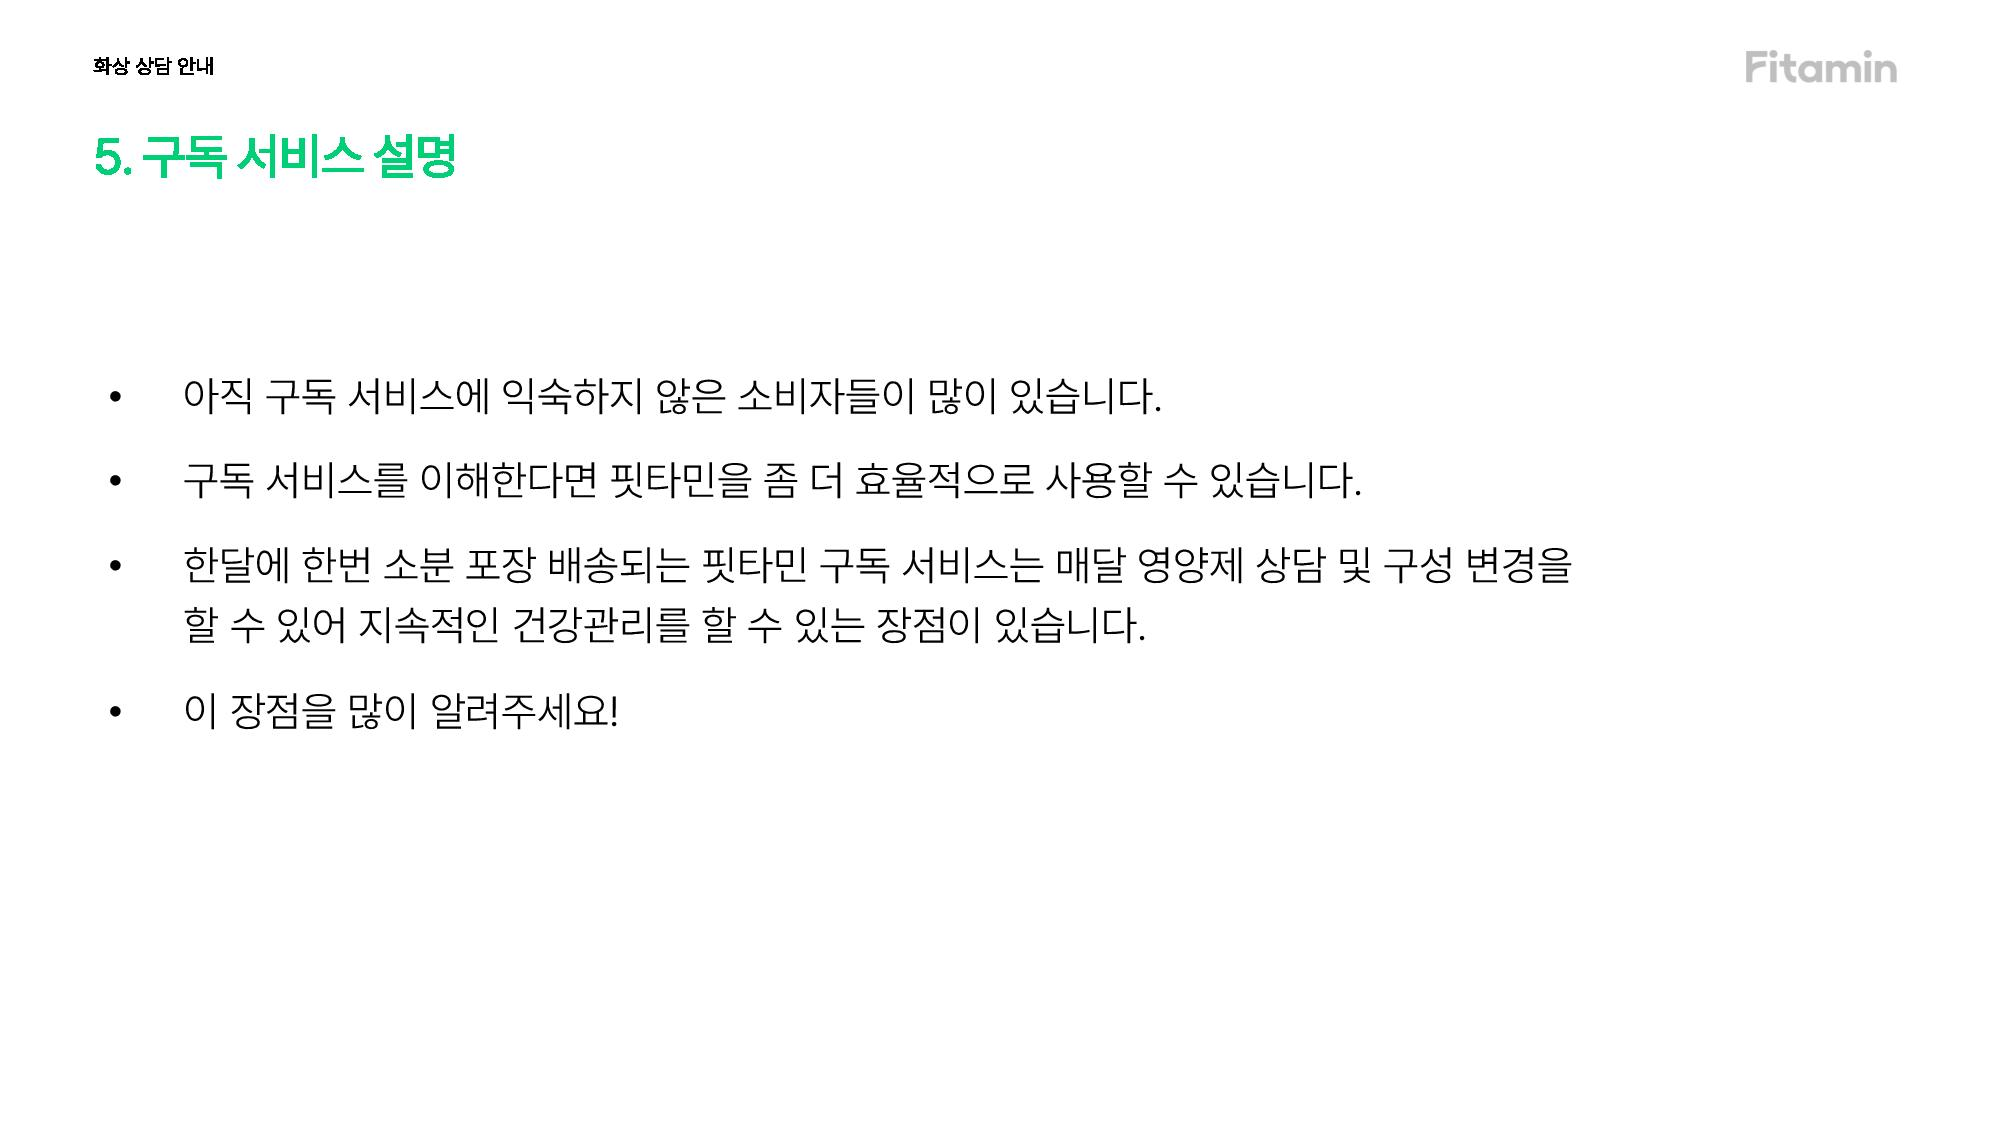 화상 상담 안내
Fitamin
5. 구독 서비스 설명
• 아직 구독 서비스에 익숙하지 않은 소비자들이 많이 있습니다.
• 구독 서비스를 이해한다면 핏타민을 좀 더 효율적으로 사용할 수 있습니다.
• 한달에 한번 소분 포장 배송되는 핏타민 구독 서비스는 매달 영양제 상담 및 구성 변경을
할 수 있어 지속적인 건강관리를 할 수 있는 장점이 있습니다.
• 이 장점을 많이 알려주세요!